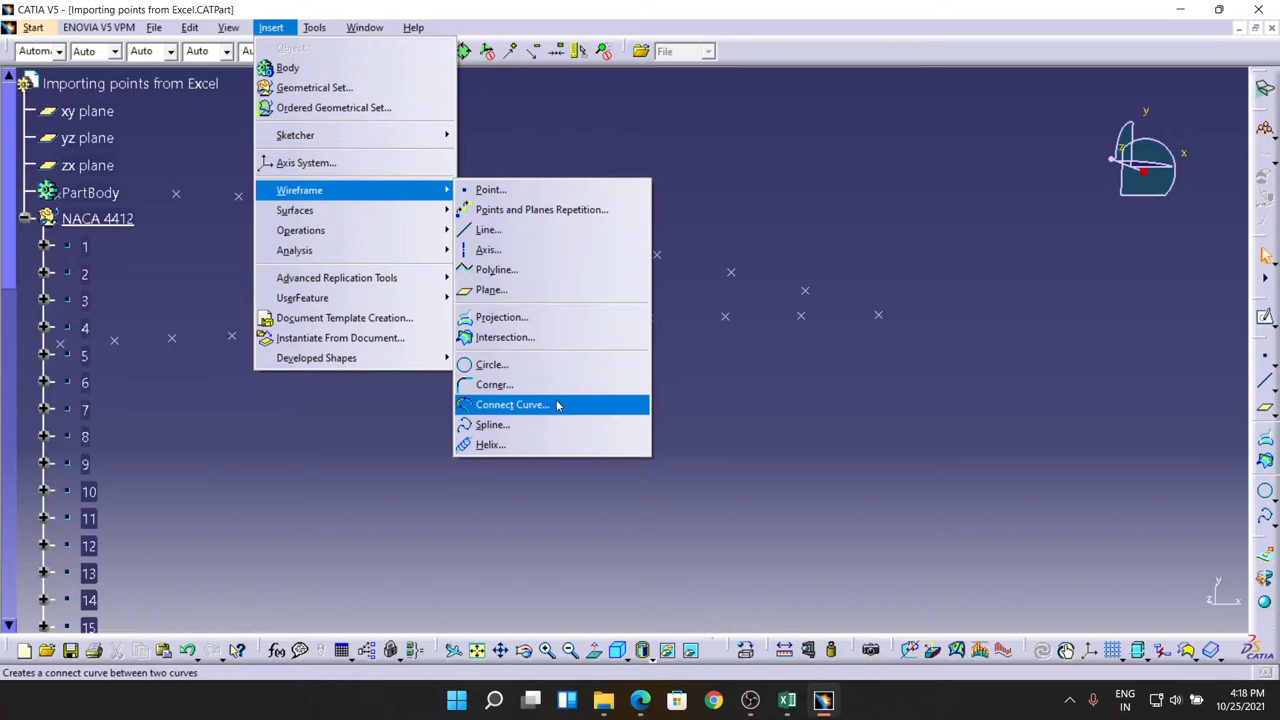 CATIA V5 - [Importing points from Excel.CATPart]
Start ENOVIA V5 VPM File Edit View Insert Tools Window Help
Autom Auto Auto Auto Au File
Importing points from Excel
xy plane
yz plane
zx plane
PartBody
NACA 4412
1
2
3
4
5
6
7
8
9
10
11
12
13
14
15
Object
Body
Geometrical Set...
Ordered Geometrical Set...
Sketcher
Axis System...
Wireframe
Surfaces
Operations
Analysis
Advanced Replication Tools
UserFeature
Document Template Creation...
Instantiate From Document...
Developed Shapes
Point...
Points and Planes Repetition...
Line...
Axis...
Polyline...
Plane...
Projection...
Intersection...
Circle...
Corner...
Connect Curve...
Spline...
Helix...
y
x
z
y
z x
f(x)
CATIA
Creates a connect curve between two curves
ENG
IN
4:18 PM
10/25/2021